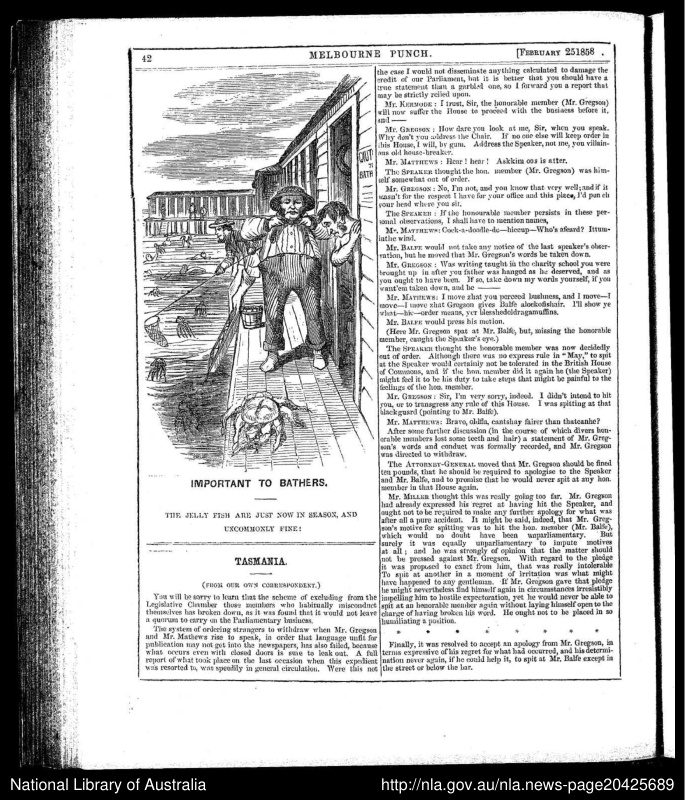 42
MELBOURNE PUNCH.
[FEBRUARY 251858 .
BATH
IMPORTANT TO BATHERS.
THE JELLY FISH ARE JUST NOW IN SEASON, AND
UNCOMMONLY FINE!
TASMANIA.
(FROM OUR OWN CORRESPONDENT.)
You will be sorry to learn that the scheme of excluding from the
Legislative Chamber those members who habitually misconduct
themselves has broken down, as it was found that it would not leave
a quorum to carry on the Parliamentary business.
The system of ordering strangers to withdraw when Mr. Gregson
and Mr. Mathews rise to speak, in order that language unfit for
publication may not get into the newspapers, has also failed, because
what occurs even with closed doors is sure to leak out. A full
report of what took place on the last occasion when this expedient
was resorted to, was speedily in general circulation. Were this not
the case I would not disseminate anything calculated to damage the
credit of our Parliament, but it is better that you should have a
true statement than a garbled one, so I forward you a report that
may be strictly relied upon.
Mr. KERMODE : I trust, Sir, the honorable member (Mr. Gregson)
will now suffer the House to proceed with the business before it,
and ——
Mr. GREGSON : How dare you look at me, Sir, when you speak.
Why don't you address the Chair. If no one else will keep order in
this House, I will, by gum. Address the Speaker, not me, you villain-
ous old house-breaker.
Mr. MATTHEWS : Hear ! hear ! Askkim cos is atter.
The SPEAKER thought the hon. member (Mr. Gregson) was him-
self somewhat out of order.
Mr. GREGSON : No, I'm not, and you know that very well; and if it
wasn't for the respect I have for your office and this place, I'd punch
your head where you sit.
The SPEAKER : If the honourable member persists in these per-
sonal observations, I shall have to mention names,
Mr. MATTHEWS: Cock-a-doodle-do—hiccup—Who's afeard? Ittum-
inthe wind.
Mr. BALFE would not take any notice of the last speaker's obser-
vation, but he moved that Mr. Gregson's words be taken down.
Mr. GREGSON : Was writing taught in the charity school you were
brought up in after you father was hanged as he deserved, and as
you ought to have been. If so, take down my words yourself, if you
want'em taken down, and be ——
Mr. MATHEWS: I move zhat you perceed bushness, and I move—I
move—I move zhat Gregson gives Balfe aloekofishair. I'll show ye
what—hic—order means, yer blesshedoldragamuffins.
Mr. BALFE would press his motion.
(Here Mr. Gregson spat at Mr. Balfe, but, missing the honorable
member, caught the Speaker's eye.)
The SPEAKER thought the honorable member was now decidedly
out of order. Although there was no express rule in "May," to spit
at the Speaker would certainly not be tolerated in the British House
of Commons, and if the hon. member did it again he (the Speaker)
might feel it to be his duty to take steps that might be painful to the
feelings of the hon. member.
Mr. GREGSON : Sir, I'm very sorry, indeed. I didn't intend to hit
you, or to transgress any rule of this House. I was spitting at that
blackguard (pointing to Mr. Balfe).
Mr. MATTHEWS: Bravo, oldfla, cantshay fairer than thatcanhe?
After some further discussion (in the course of which divers hon-
orable members lost some teeth and hair) a statement of Mr. Greg-
son's words and conduct was formally recorded, and Mr. Gregson
was directed to withdraw.
The ATTORNEY-GENERAL moved that Mr. Gregson should be fined
ten pounds, that he should be required to apologise to the Speaker
and Mr. Balfe, and to promise that he would never spit at any hon.
member in that House again.
Mr. MILLER thought this was really going too far. Mr. Gregson
had already expressed his regret at having hit the Speaker, and
ought not to be required to make any further apology for what was
after all a pure accident. It might be said, indeed, that Mr. Greg-
son's motive for spitting was to hit the hon. member (Mr. Balfe),
which would no doubt have been unparliamentary. But
surely it was equally unparliamentary to impute motives
at all ; and he was strongly of opinion that the matter should
not be pressed against Mr. Gregson. With regard to the pledge
it was proposed to exact from him, that was really intolerable
To spit at another in a moment of irritation was what might
have happened to any gentleman. If Mr. Gregson gave that pledge
he might nevertheless find himself again in circumstances irresistibly
impelling him to hostile expectoration, yet he would never be able to
spit at an honorable member again without laying himself open to the
charge of having broken his word. He ought not to be placed in so
humiliating a position.
* * * * * * * *
Finally, it was resolved to accept an apology from Mr. Gregson, in
terms expressive of his regret for what had occurred, and his determi-
nation never again, if he could help it, to spit at Mr. Balfe except in
the street or below the bar.
National Library of Australia
http://nla.gov.au/nla.news-page20425689